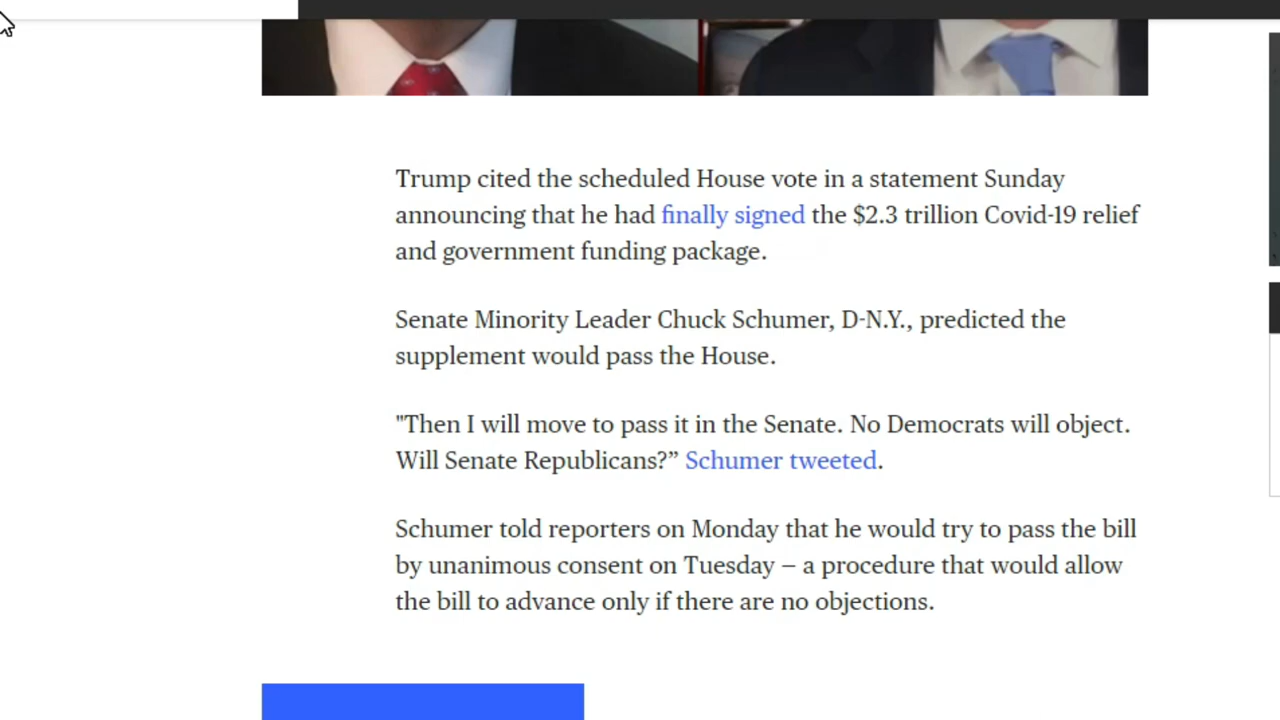 Trump cited the scheduled House vote in a statement Sunday
announcing that he had finally signed the $2.3 trillion Covid-19 relief
and government funding package.
Senate Minority Leader Chuck Schumer, D-N.Y., predicted the
supplement would pass the House.
"Then I will move to pass it in the Senate. No Democrats will object.
Will Senate Republicans?” Schumer tweeted.
Schumer told reporters on Monday that he would try to pass the bill
by unanimous consent on Tuesday – a procedure that would allow
the bill to advance only if there are no objections.